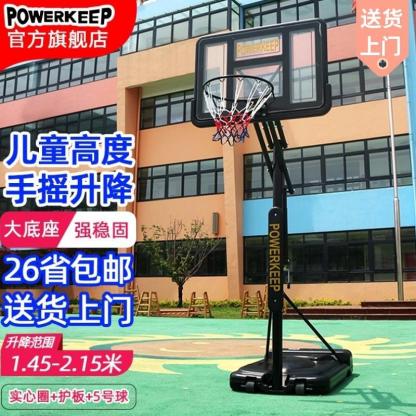 POWERKEEP
官方旗舰店
送货
上门
POWERKEEP
儿童高度
手摇升降
大底座 强稳固
POWERKEEP
26省包邮
送货上门
升降范围
1.45-2.15米
实心圈+护板+5号球